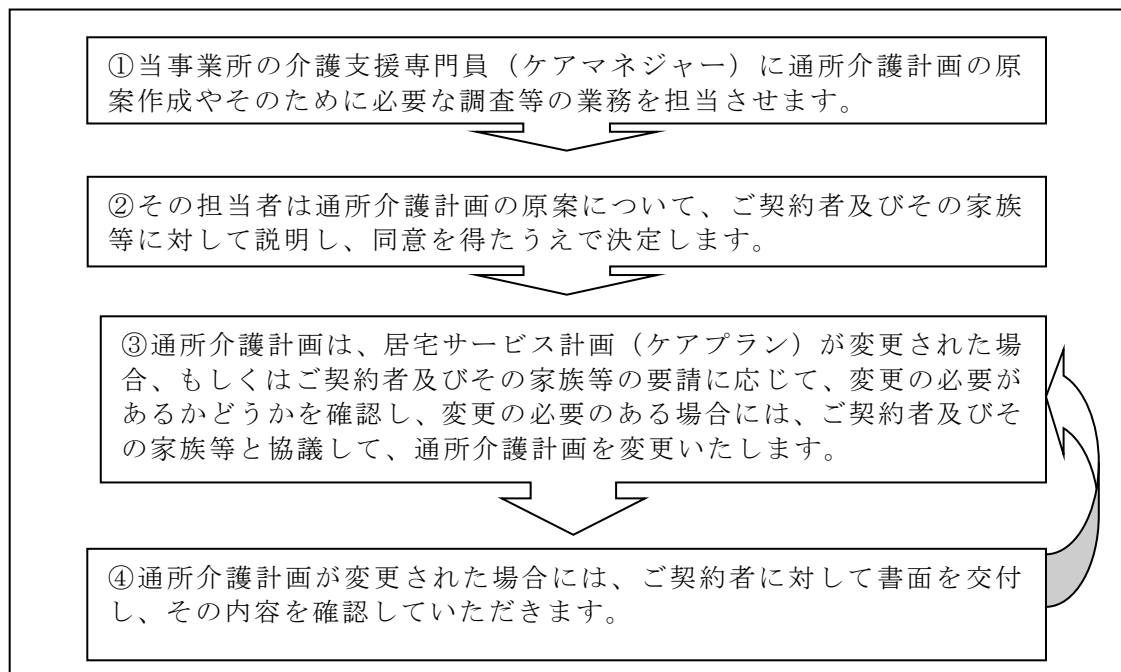 ①当事業所の介護支援専門員（ケアマネジャー）に通所介護計画の原
案作成やそのために必要な調査等の業務を担当させます。
②その担当者は通所介護計画の原案について、ご契約者及びその家族
等に対して説明し、同意を得たうえで決定します。
③通所介護計画は、居宅サービス計画（ケアプラン）が変更された場
合、もしくはご契約者及びその家族等の要請に応じて、変更の必要が
あるかどうかを確認し、変更の必要のある場合には、ご契約者及びそ
の家族等と協議して、通所介護計画を変更いたします。
④通所介護計画が変更された場合には、ご契約者に対して書面を交付
し、その内容を確認していただきます。